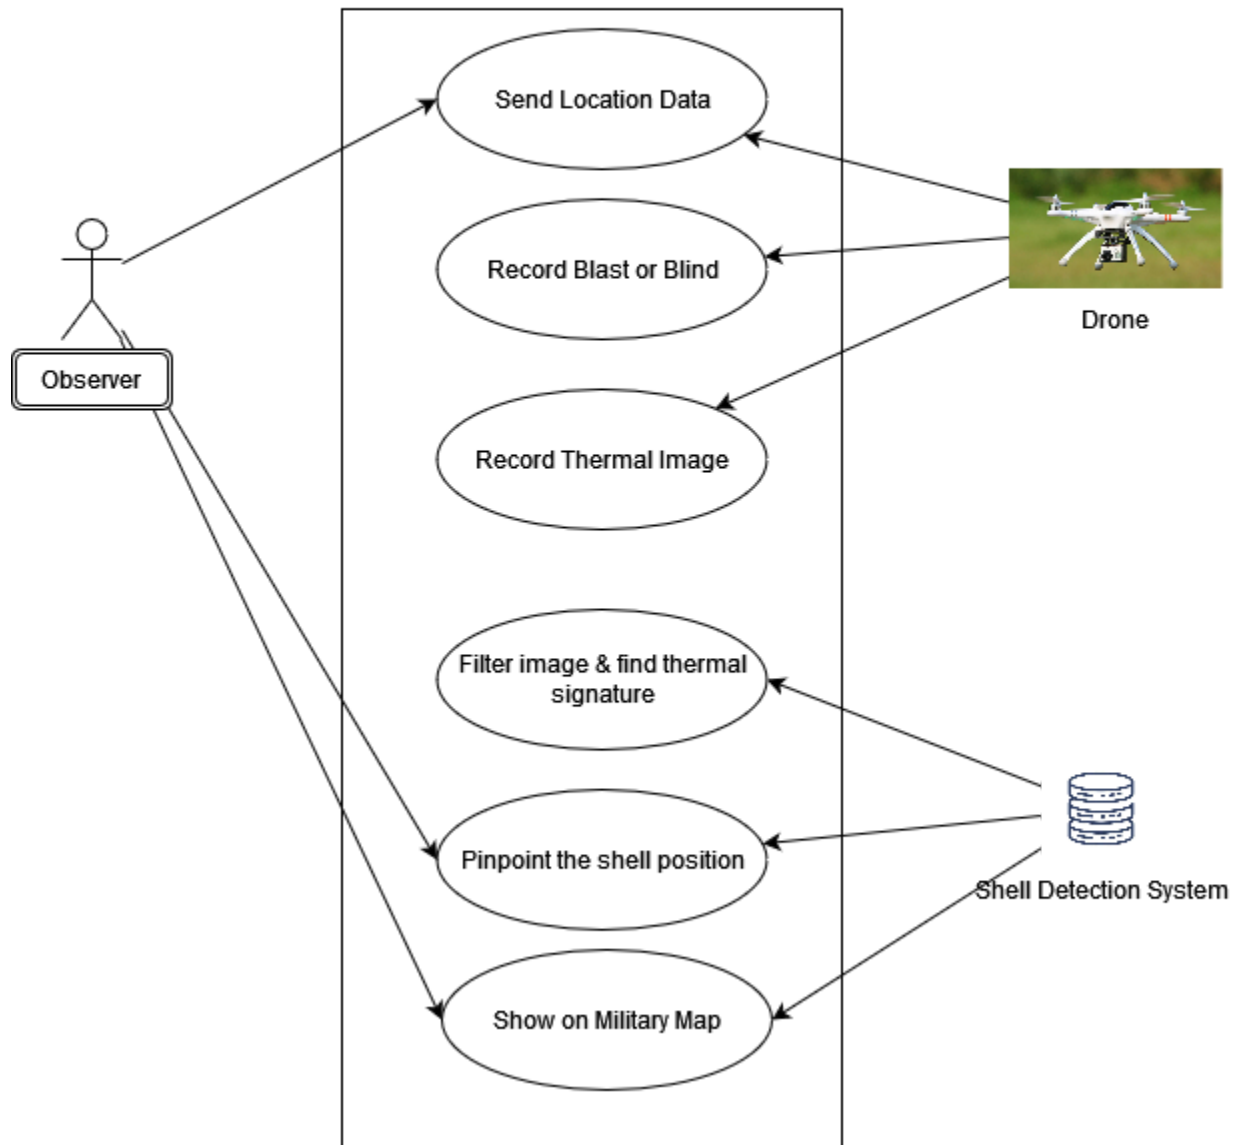 Send Location Data
Record Blast or Blind
Drone
Observer
Record Thermal Image
Filter image & find thermal
signature
Pinpoint the shell position
Shell Detection System
Show on Military Map